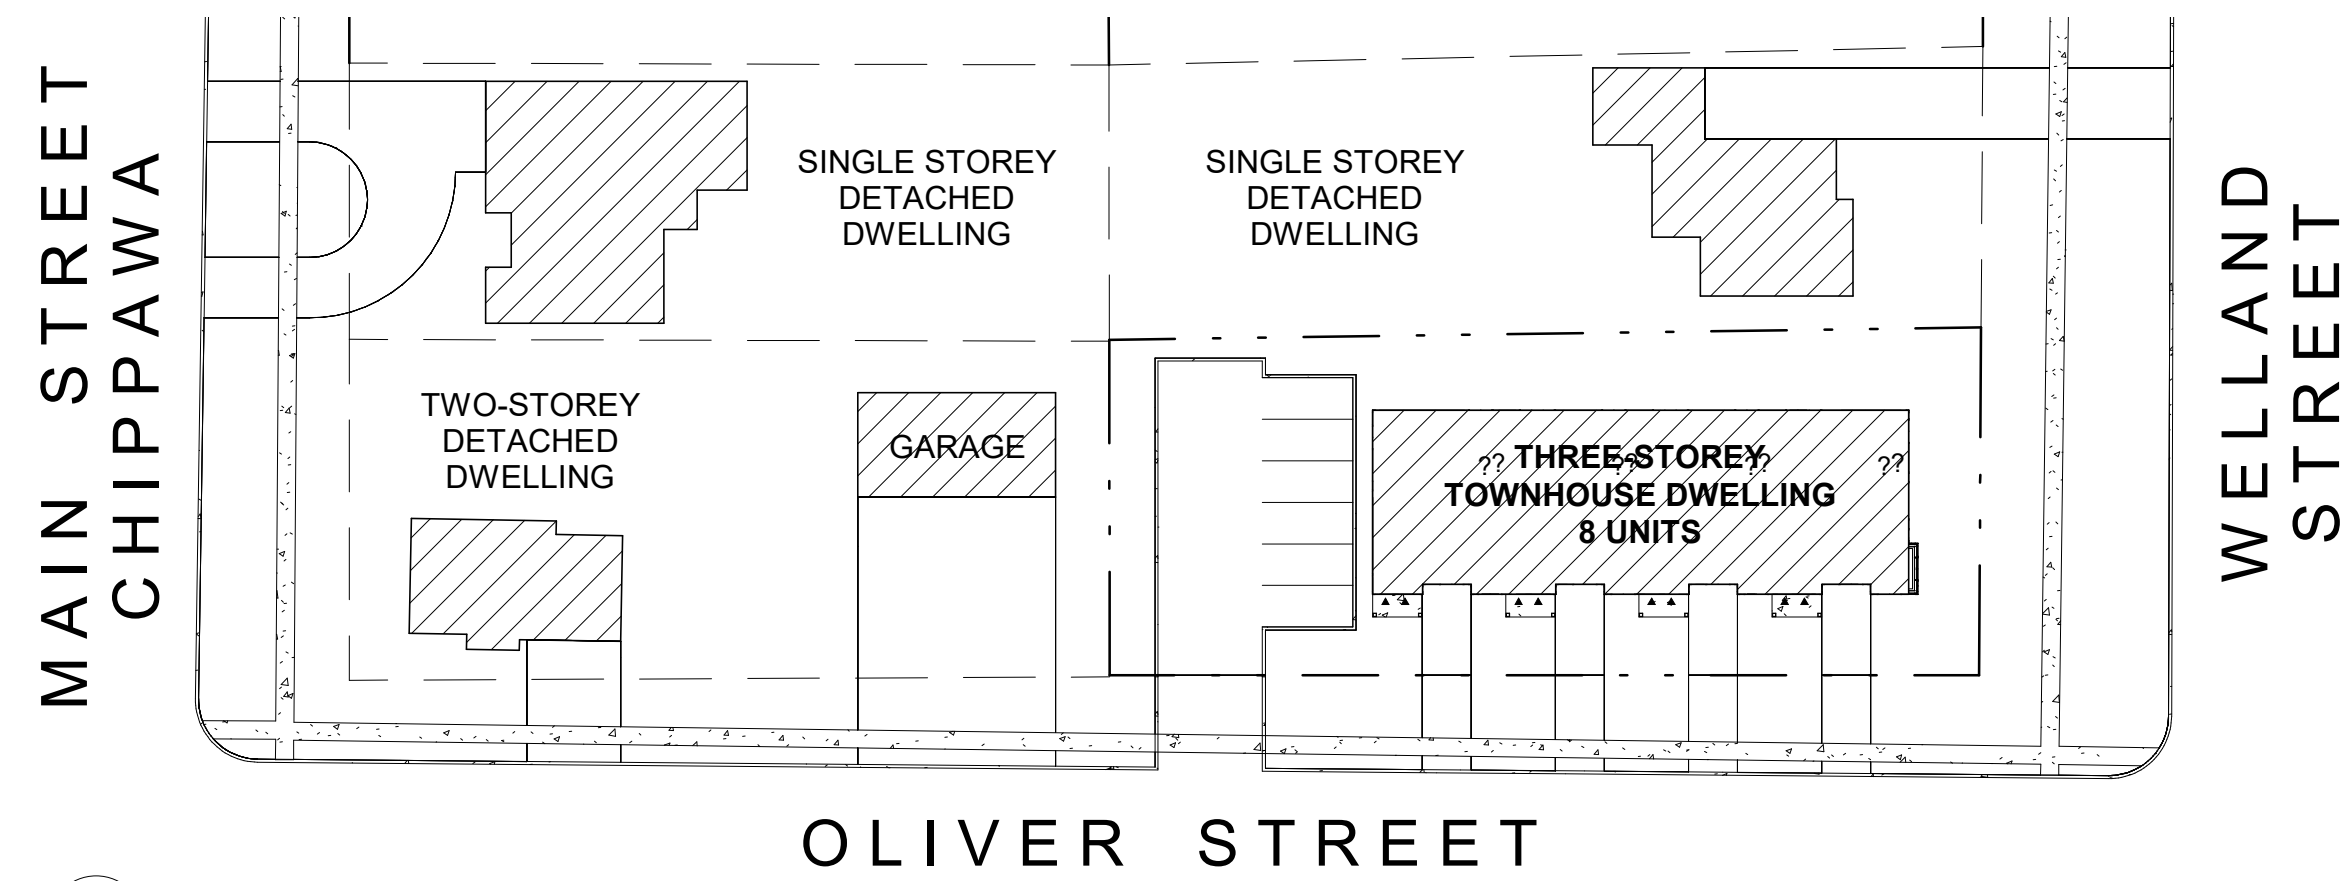 MAIN STREET
CHIPPAWA
SINGLE STOREY
DETACHED
DWELLING
SINGLE STOREY
DETACHED
DWELLING
TWO-STOREY
DETACHED
DWELLING
GARAGE
?? ?? ?? ??
THREE-STOREY
TOWNHOUSE DWELLING
8 UNITS
WELLAND
STREET
OLIVER STREET